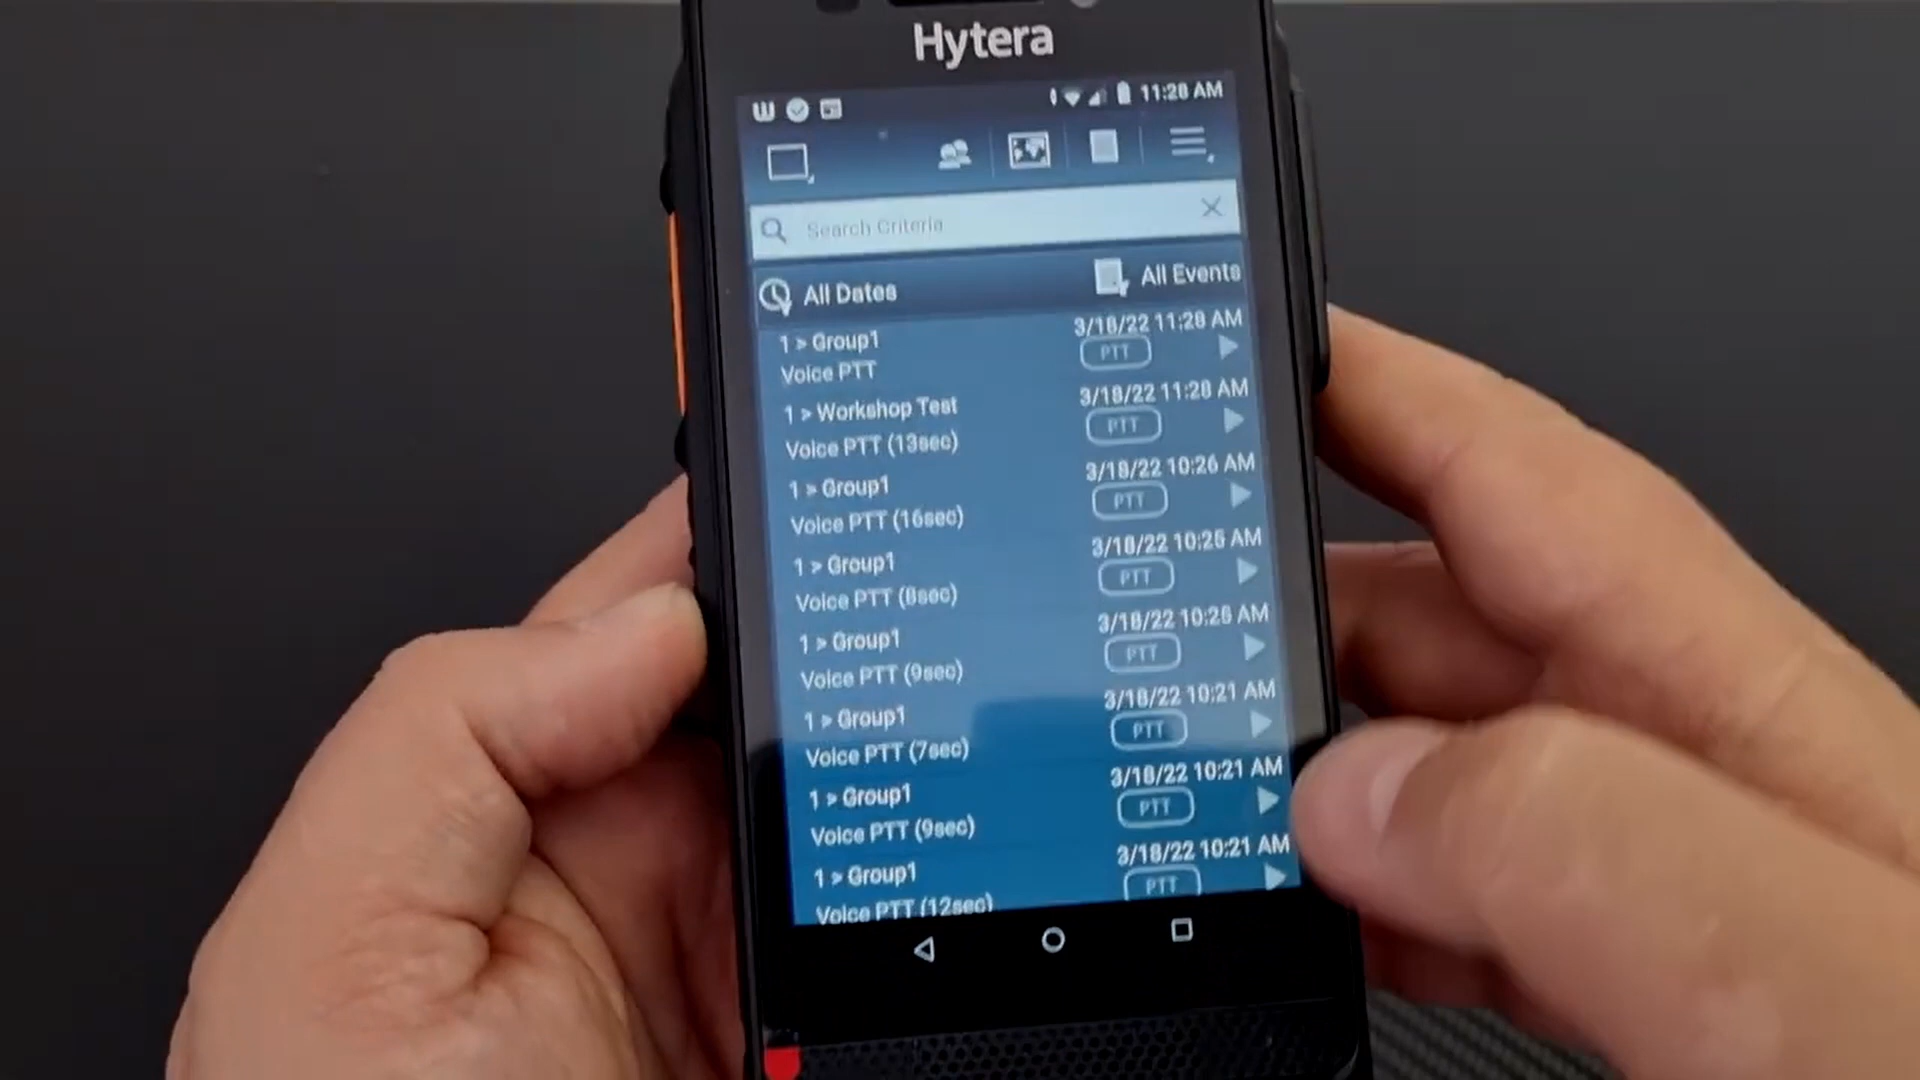 Hytera
11:28 AM
Search Criteria
All Dates
All Events
1 > Group1
3/18/22 11:28 AM
Voice PTT
PTT
1 > Workshop Test
3/18/22 11:28 AM
Voice PTT (13sec)
PTT
1 > Group1
3/18/22 10:26 AM
Voice PTT (16sec)
PTT
1 > Group1
3/18/22 10:25 AM
Voice PTT (8sec)
PTT
1 > Group1
3/18/22 10:25 AM
Voice PTT (9sec)
PTT
1 > Group1
3/18/22 10:21 AM
Voice PTT (7sec)
PTT
1 > Group1
3/18/22 10:21 AM
Voice PTT (9sec)
PTT
1 > Group1
3/18/22 10:21 AM
Voice PTT (12sec)
PTT